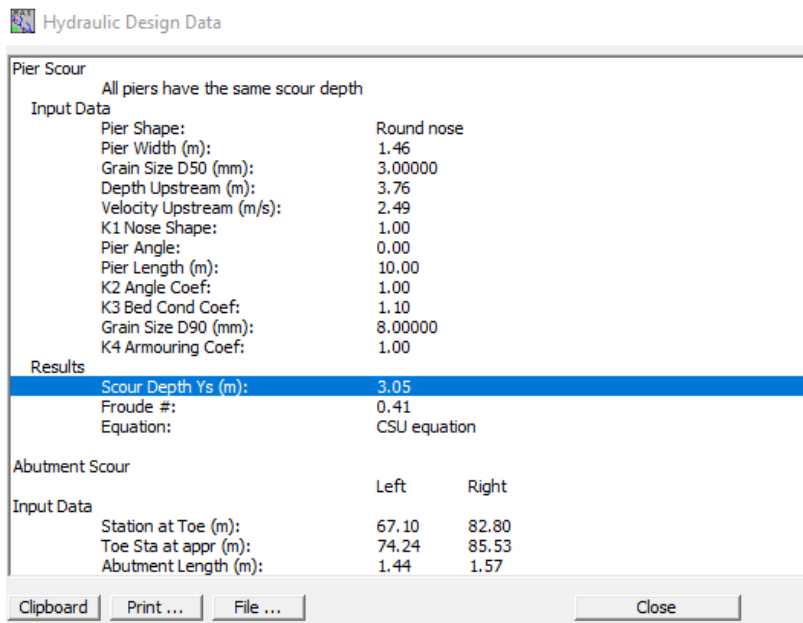 Hydraulic Design Data
Pier Scour
All piers have the same scour depth
Input Data
Pier Shape: Round nose
Pier Width (m): 1.46
Grain Size D50 (mm): 3.00000
Depth Upstream (m): 3.76
Velocity Upstream (m/s): 2.49
K1 Nose Shape: 1.00
Pier Angle: 0.00
Pier Length (m): 10.00
K2 Angle Coef: 1.00
K3 Bed Cond Coef: 1.10
Grain Size D90 (mm): 8.00000
K4 Armouring Coef: 1.00
Results
Scour Depth Ys (m): 3.05
Froude #: 0.41
Equation: CSU equation
Abutment Scour
Left Right
Input Data
Station at Toe (m): 67.10 82.80
Toe Sta at appr (m): 74.24 85.53
Abutment Length (m): 1.44 1.57
Clipboard Print ... File ... Close